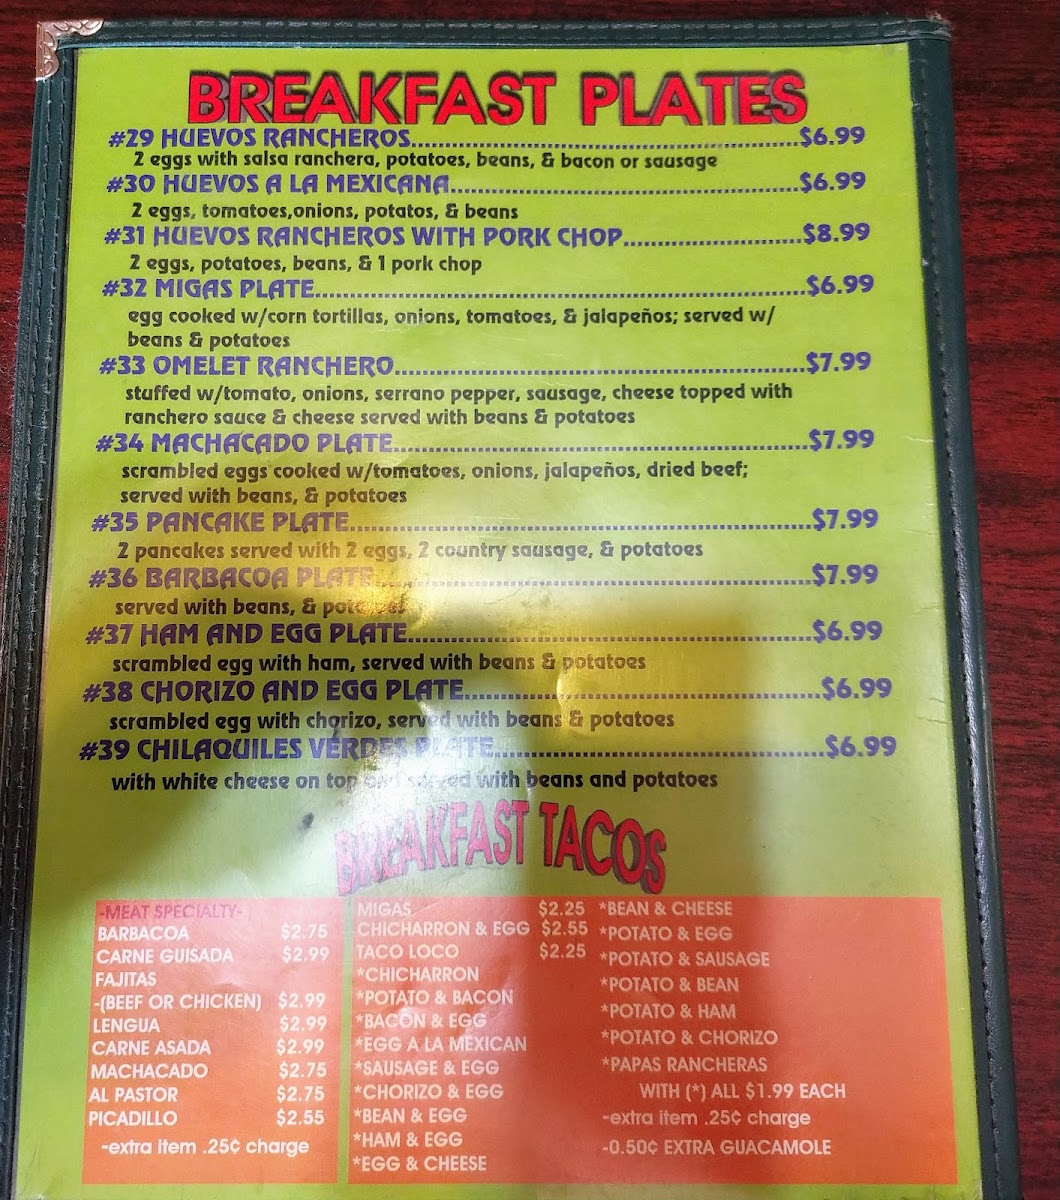 BREAKFAST PLATES
#29 HUEVOS RANCHEROS....................$6.99
2 eggs with salsa ranchera, potatoes, beans, & bacon or sausage
#30 HUEVOS A LA MEXICANA....................$6.99
2 eggs, tomatoes,onions, potatos, & beans
#31 HUEVOS RANCHEROS WITH PORK CHOP....................$8.99
2 eggs, potatoes, beans, & 1 pork chop
#32 MIGAS PLATE....................$6.99
egg cooked w/corn tortillas, onions, tomatoes, & jalapeños; served w/
beans & potatoes
#33 OMELET RANCHERO....................$7.99
stuffed w/tomato, onions, serrano pepper, sausage, cheese topped with
ranchero sauce & cheese served with beans & potatoes
#34 MACHACADO PLATE....................$7.99
scrambled eggs cooked w/tomatoes, onions, jalapeños, dried beef;
served with beans, & potatoes
#35 PANCAKE PLATE....................$7.99
2 pancakes served with 2 eggs, 2 country sausage, & potatoes
#36 BARBACOA PLATE....................$7.99
served with beans, & potatoes
#37 HAM AND EGG PLATE....................$6.99
scrambled egg with ham, served with beans & potatoes
#38 CHORIZO AND EGG PLATE....................$6.99
scrambled egg with chorizo, served with beans & potatoes
#39 CHILAQUILES VERDES PLATE....................$6.99
with white cheese on top and served with beans and potatoes
BREAKFAST TACOS
-MEAT SPECIALTY-
BARBACOA $2.75
CARNE GUISADA $2.99
FAJITAS
-(BEEF OR CHICKEN) $2.99
LENGUA $2.99
CARNE ASADA $2.99
MACHACADO $2.75
AL PASTOR $2.75
PICADILLO $2.55
-extra item .25¢ charge
MIGAS $2.25
CHICHARRON & EGG $2.55
TACO LOCO $2.25
*CHICHARRON
*POTATO & BACON
*BACON & EGG
*EGG A LA MEXICAN
*SAUSAGE & EGG
*CHORIZO & EGG
*BEAN & EGG
*HAM & EGG
*EGG & CHEESE
*BEAN & CHEESE
*POTATO & EGG
*POTATO & SAUSAGE
*POTATO & BEAN
*POTATO & HAM
*POTATO & CHORIZO
*PAPAS RANCHERAS
WITH (*) ALL $1.99 EACH
-extra item .25¢ charge
-0.50¢ EXTRA GUACAMOLE